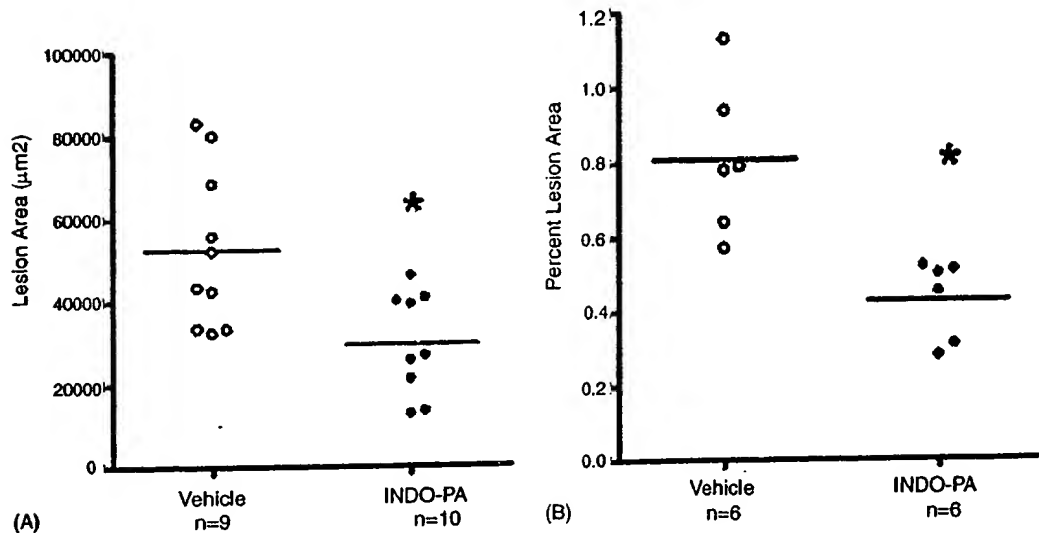 100000
80000
60000
40000
20000
0
Lesion Area (µm2)
*
Vehicle
n=9
INDO-PA
n=10
(A)
1.2
1.0
0.8
0.6
0.4
0.2
0.0
Percent Lesion Area
*
Vehicle
n=6
INDO-PA
n=6
(B)